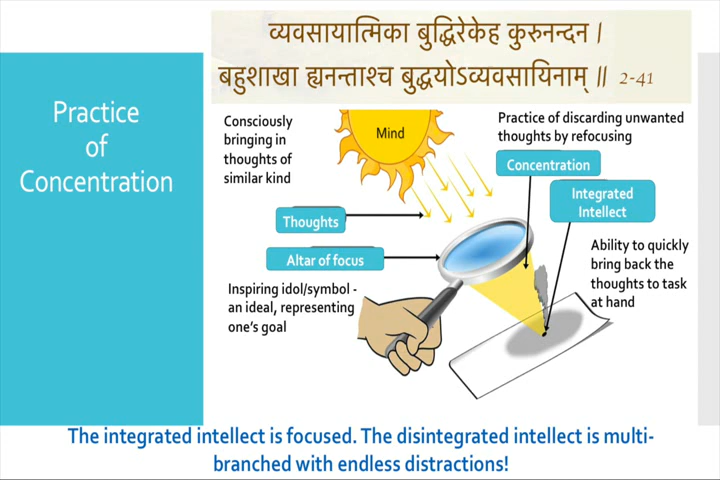 व्यवसायात्मिका बुद्धिरेकेह कुरुनन्दन ।
बहुशाखा ह्यनन्ताश्च बुद्धयोऽव्यवसायिनाम् ॥ 2-41
Practice
of
Concentration
Consciously
bringing in
thoughts of
similar kind
Mind
Practice of discarding unwanted
thoughts by refocusing
Concentration
Integrated
Intellect
Thoughts
Altar of focus
Ability to quickly
bring back the
thoughts to task
at hand
Inspiring idol/symbol -
an ideal, representing
one's goal
The integrated intellect is focused. The disintegrated intellect is multi-
branched with endless distractions!